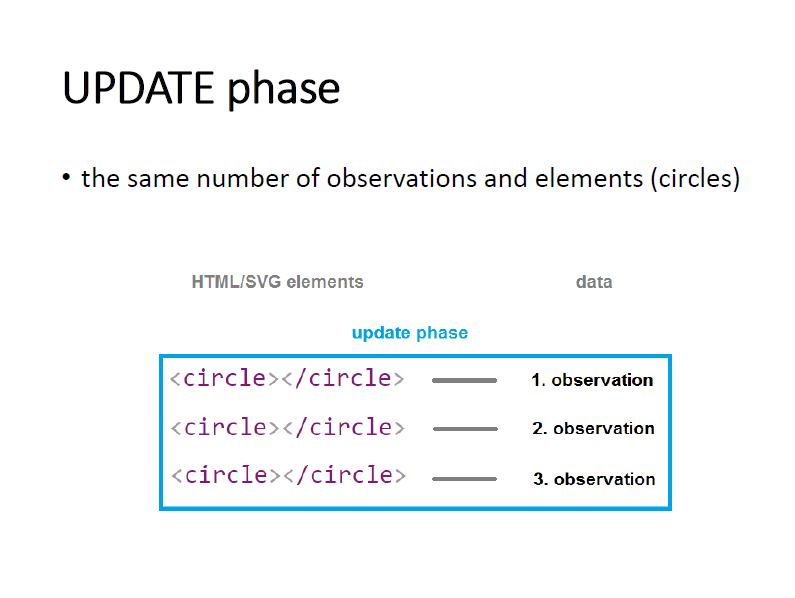 UPDATE phase
• the same number of observations and elements (circles)
HTML/SVG elements data
update phase
<circle></circle> 1. observation
<circle></circle> 2. observation
<circle></circle> 3. observation